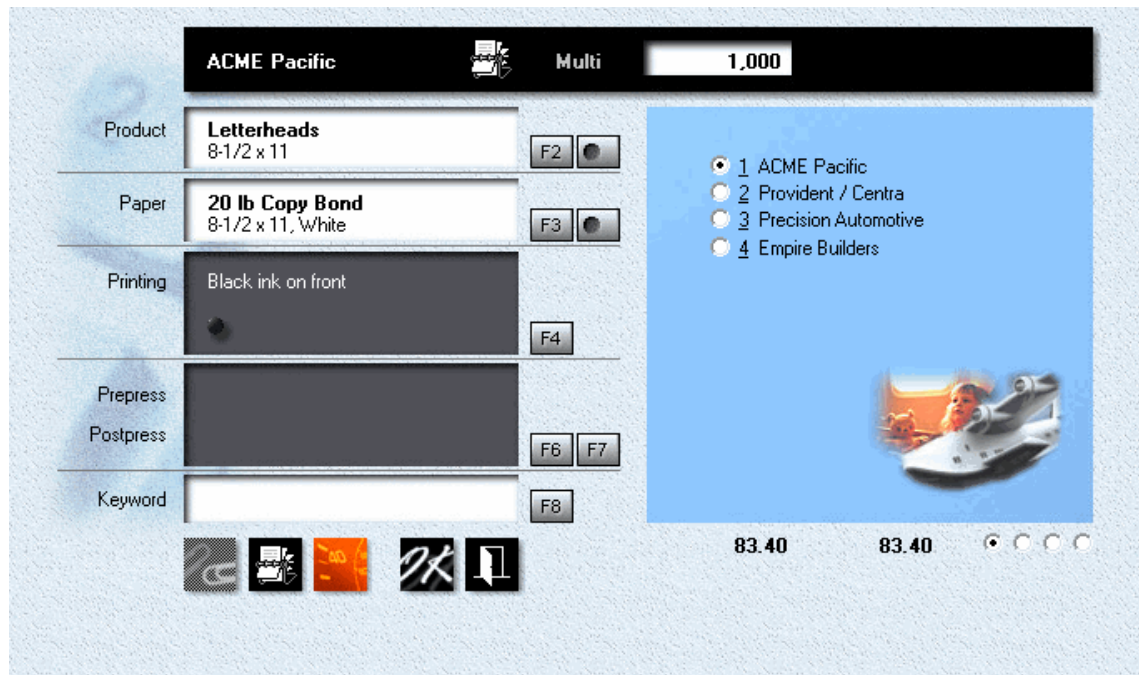 ACME Pacific Multi 1,000
Product
Letterheads
8-1/2 x 11
F2
Paper
20 lb Copy Bond
8-1/2 x 11, White
F3
Printing
Black ink on front
F4
Prepress
Postpress
F6 F7
Keyword
F8
1 ACME Pacific
2 Provident / Centra
3 Precision Automotive
4 Empire Builders
83.40 83.40
40
OK